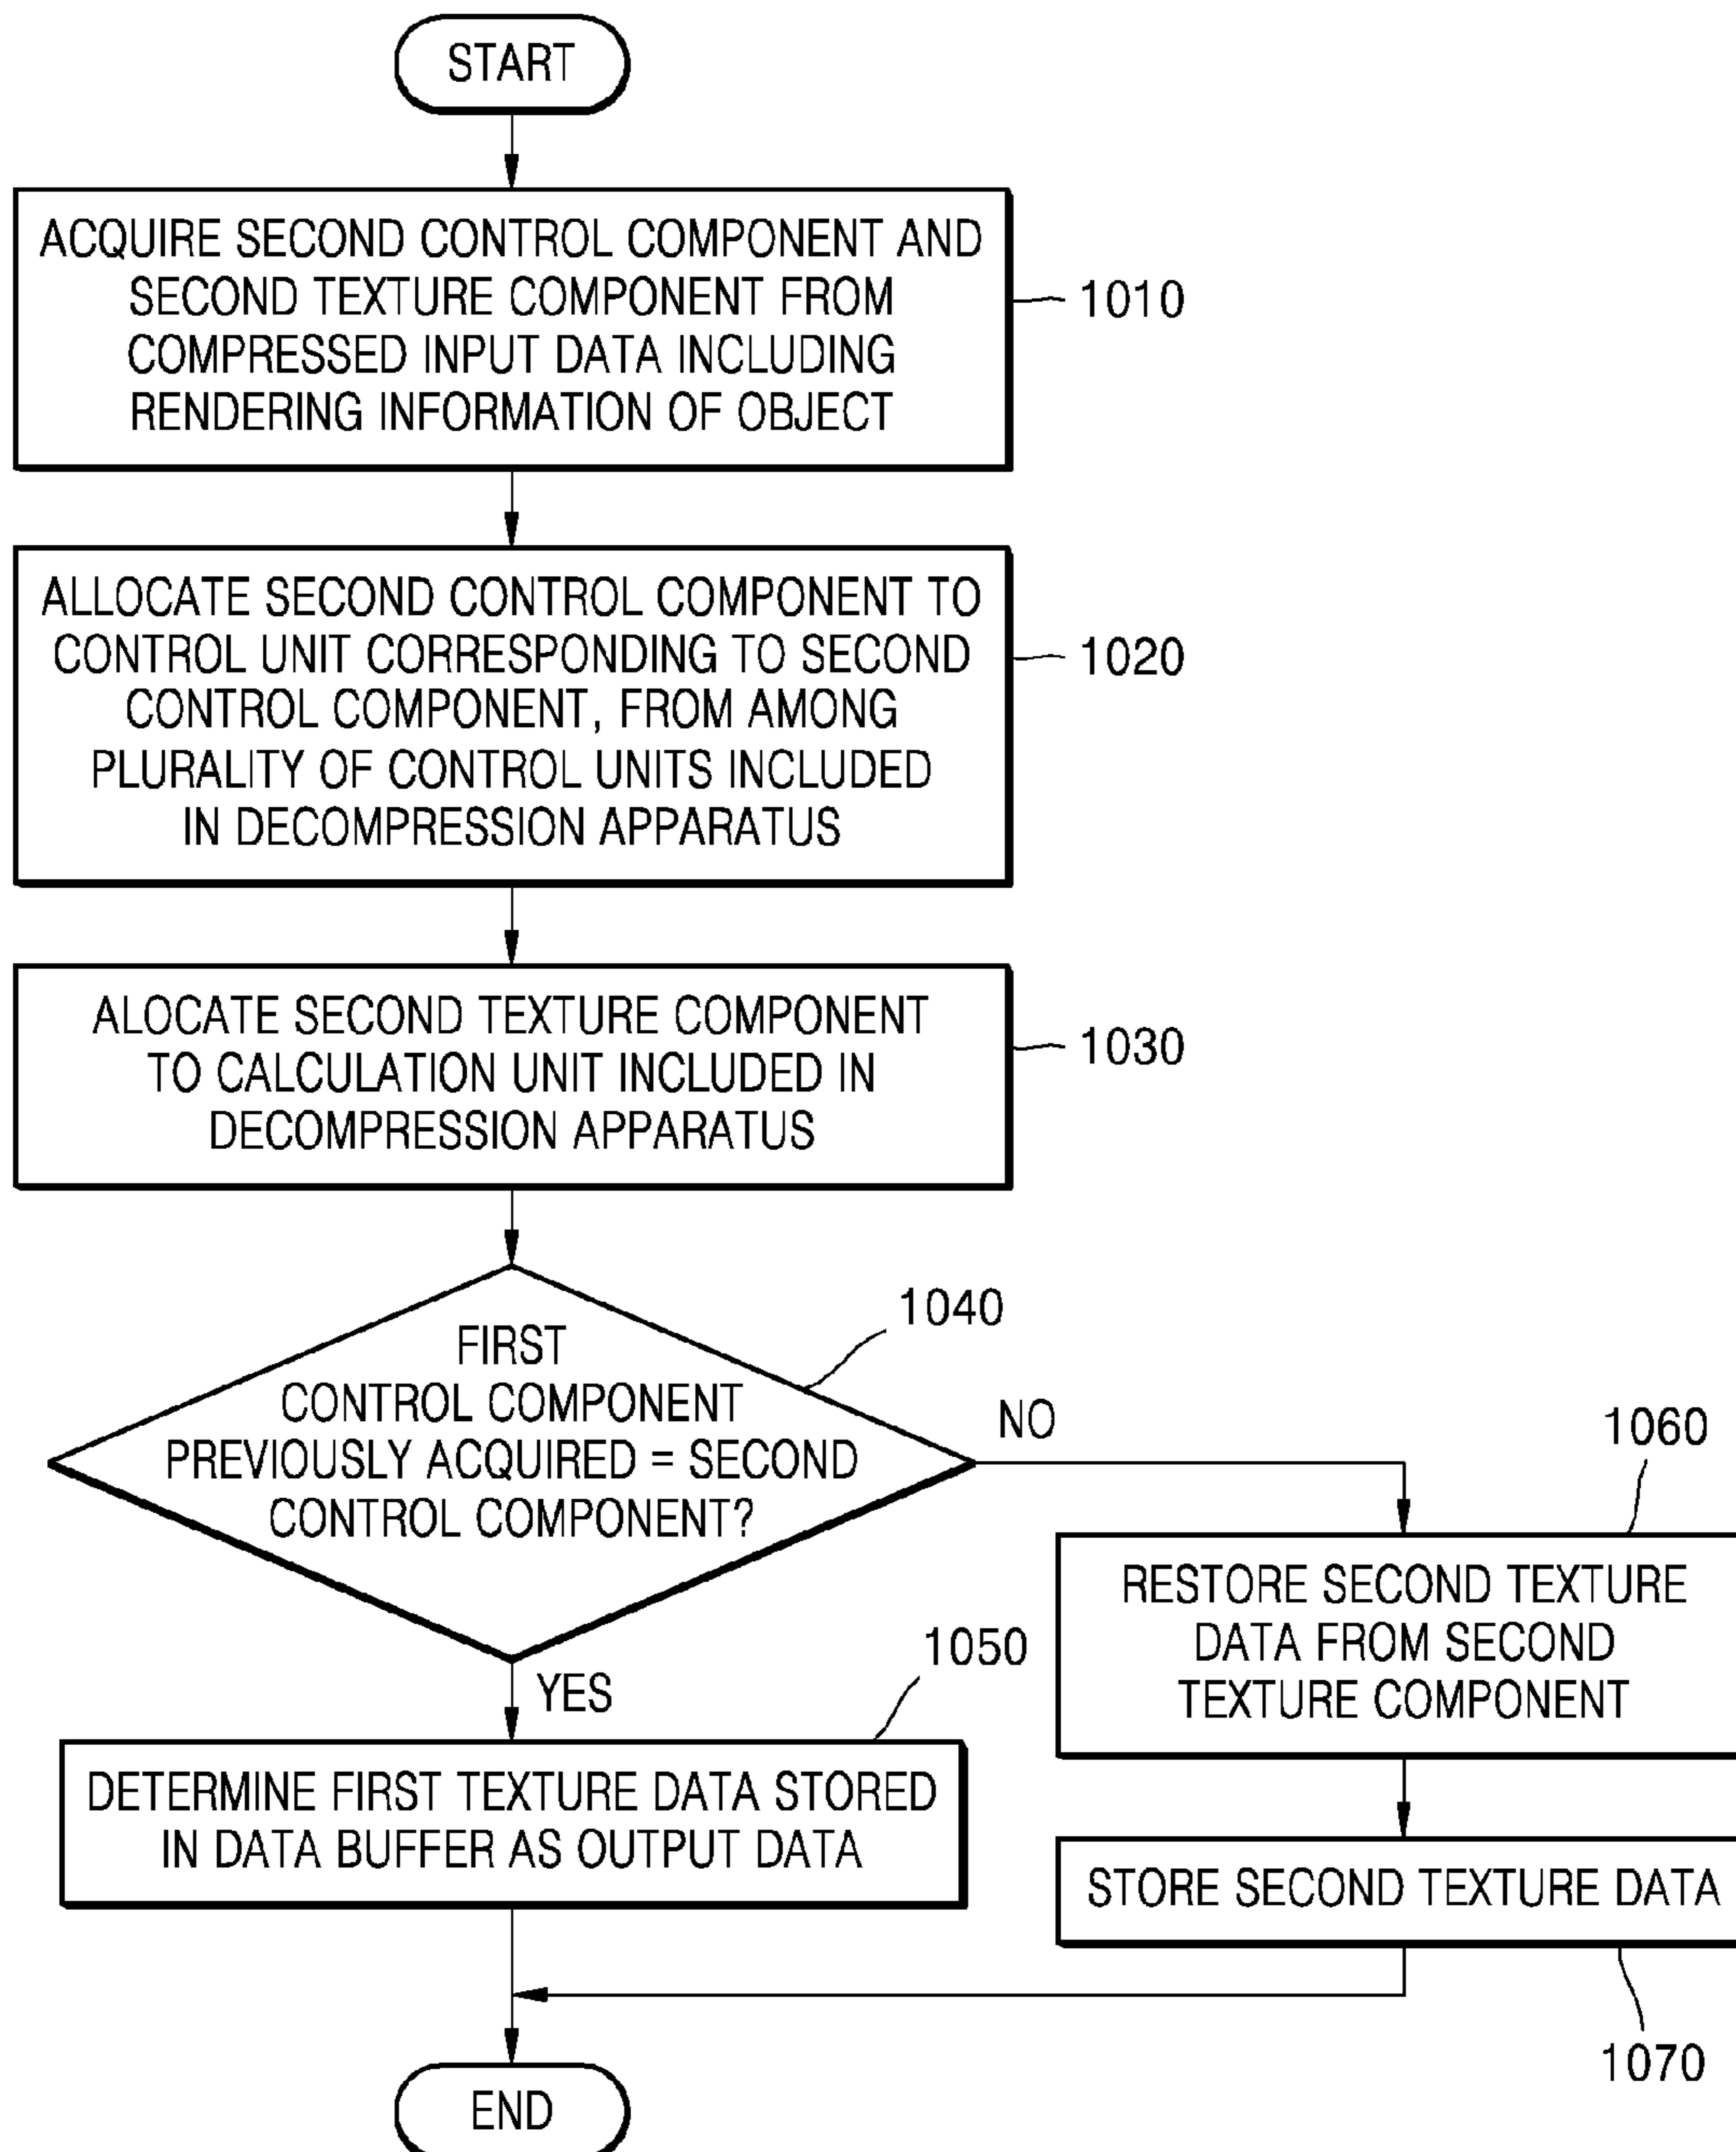 START
ACQUIRE SECOND CONTROL COMPONENT AND
SECOND TEXTURE COMPONENT FROM
COMPRESSED INPUT DATA INCLUDING
RENDERING INFORMATION OF OBJECT
1010
ALLOCATE SECOND CONTROL COMPONENT TO
CONTROL UNIT CORRESPONDING TO SECOND
CONTROL COMPONENT, FROM AMONG
PLURALITY OF CONTROL UNITS INCLUDED
IN DECOMPRESSION APPARATUS
1020
ALOCATE SECOND TEXTURE COMPONENT
TO CALCULATION UNIT INCLUDED IN
DECOMPRESSION APPARATUS
1030
1040
FIRST
CONTROL COMPONENT
PREVIOUSLY ACQUIRED = SECOND
CONTROL COMPONENT?
NO
YES
1050
DETERMINE FIRST TEXTURE DATA STORED
IN DATA BUFFER AS OUTPUT DATA
1060
RESTORE SECOND TEXTURE
DATA FROM SECOND
TEXTURE COMPONENT
STORE SECOND TEXTURE DATA
1070
END